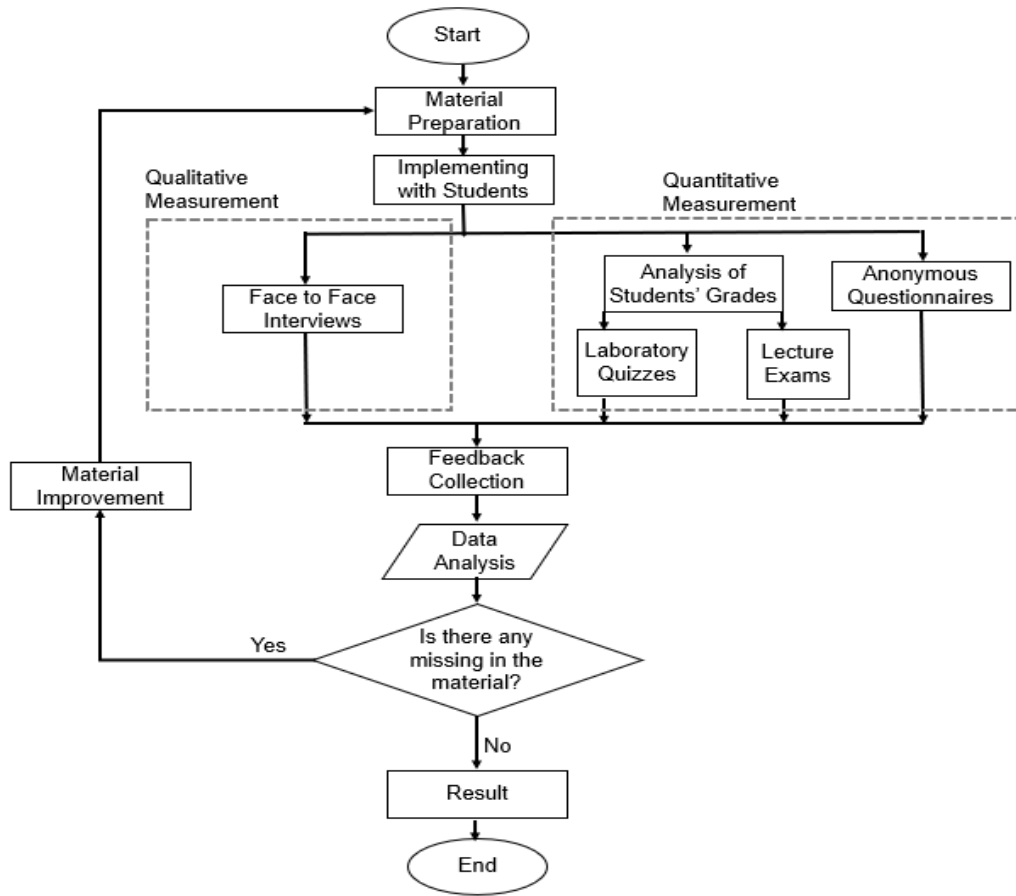 Start
Material
Preparation
Implementing
with Students
Qualitative
Measurement
Quantitative
Measurement
Face to Face
Interviews
Analysis of
Students' Grades
Anonymous
Questionnaires
Laboratory
Quizzes
Lecture
Exams
Feedback
Collection
Material
Improvement
Data
Analysis
Is there any
missing in the
material?
Yes
No
Result
End